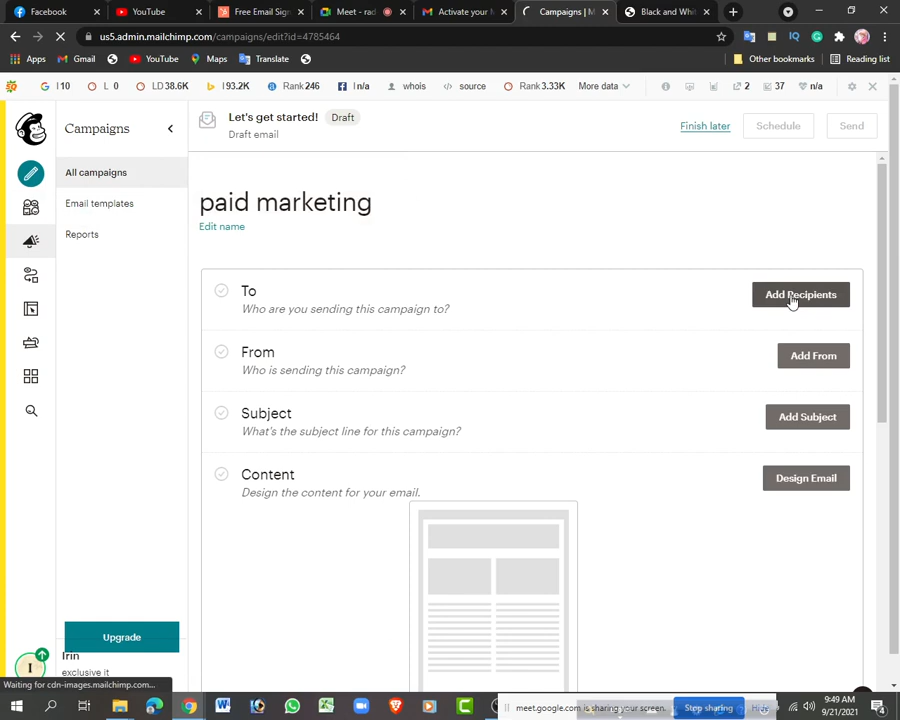 Facebook
YouTube
Free Email Sign
Meet - rad
Activate your M
Campaigns | M
Black and Whit
us5.admin.mailchimp.com/campaigns/edit?id=4785464
Apps
Gmail
YouTube
Maps
Translate
Other bookmarks
Reading list
I 10
L 0
LD 38.6K
I 93.2K
Rank 246
I n/a
whois
source
Rank 3.33K
More data
2
37
n/a
Campaigns
Let's get started!
Draft
Draft email
Finish later
Schedule
Send
All campaigns
Email templates
Reports
paid marketing
Edit name
To
Who are you sending this campaign to?
Add Recipients
From
Who is sending this campaign?
Add From
Subject
What's the subject line for this campaign?
Add Subject
Content
Design the content for your email.
Design Email
Upgrade
I
Irin
exclusive it
Waiting for cdn-images.mailchimp.com...
meet.google.com is sharing your screen.
Stop sharing
Hide
9:49 AM
9/21/2021
4